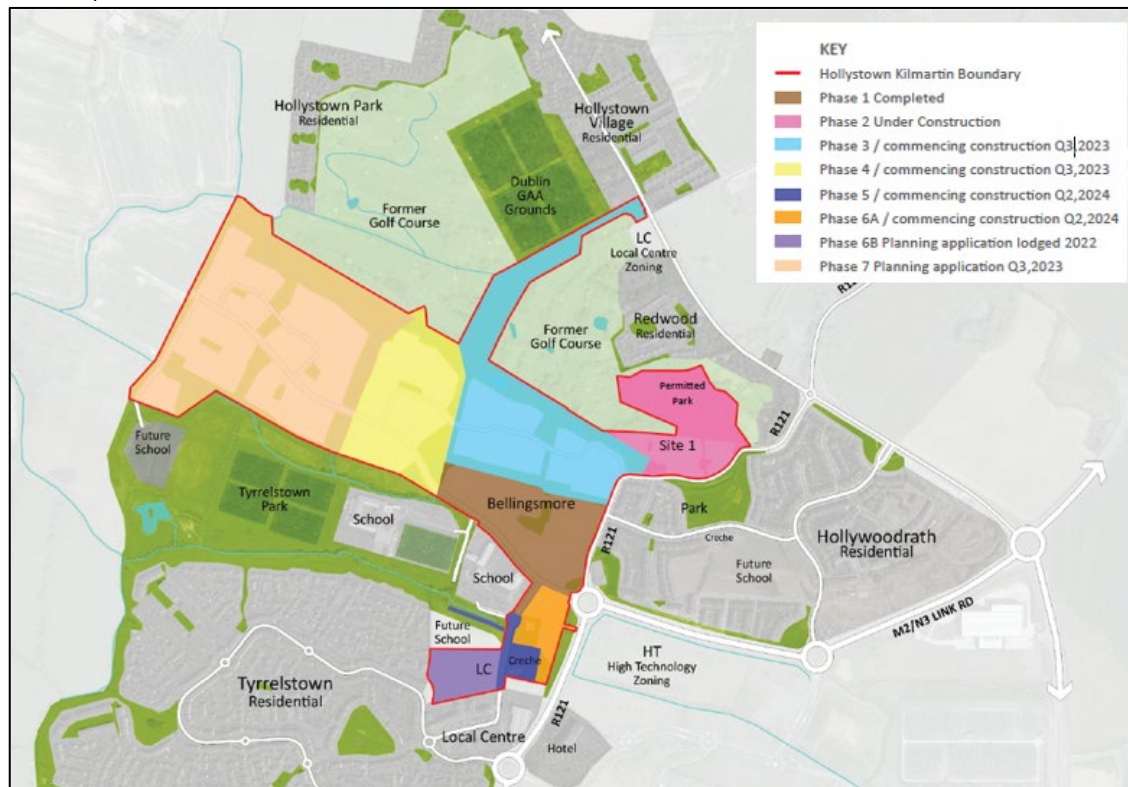 KEY
Hollystown Kilmartin Boundary
Phase 1 Completed
Phase 2 Under Construction
Phase 3 / commencing construction Q3,2023
Phase 4 / commencing construction Q3,2023
Phase 5 / commencing construction Q2,2024
Phase 6A / commencing construction Q2,2024
Phase 6B Planning application lodged 2022
Phase 7 Planning application Q3,2023
Hollystown Park
Residential
Hollystown
Village
Residential
Dublin
GAA
Grounds
Former
Golf Course
LC
Local Centre
Zoning
Redwood
Residential
Former
Golf Course
Permitted
Park
Site 1
R121
Future
School
Tyrrelstown
Park
School
Bellingsmore
Park
R121
Creche
Hollywoodrath
Residential
Future
School
School
M2/N3 LINK RD
Future
School
Creche
LC
HT
High Technology
Zoning
Tyrrelstown
Residential
R121
Local Centre
Hotel